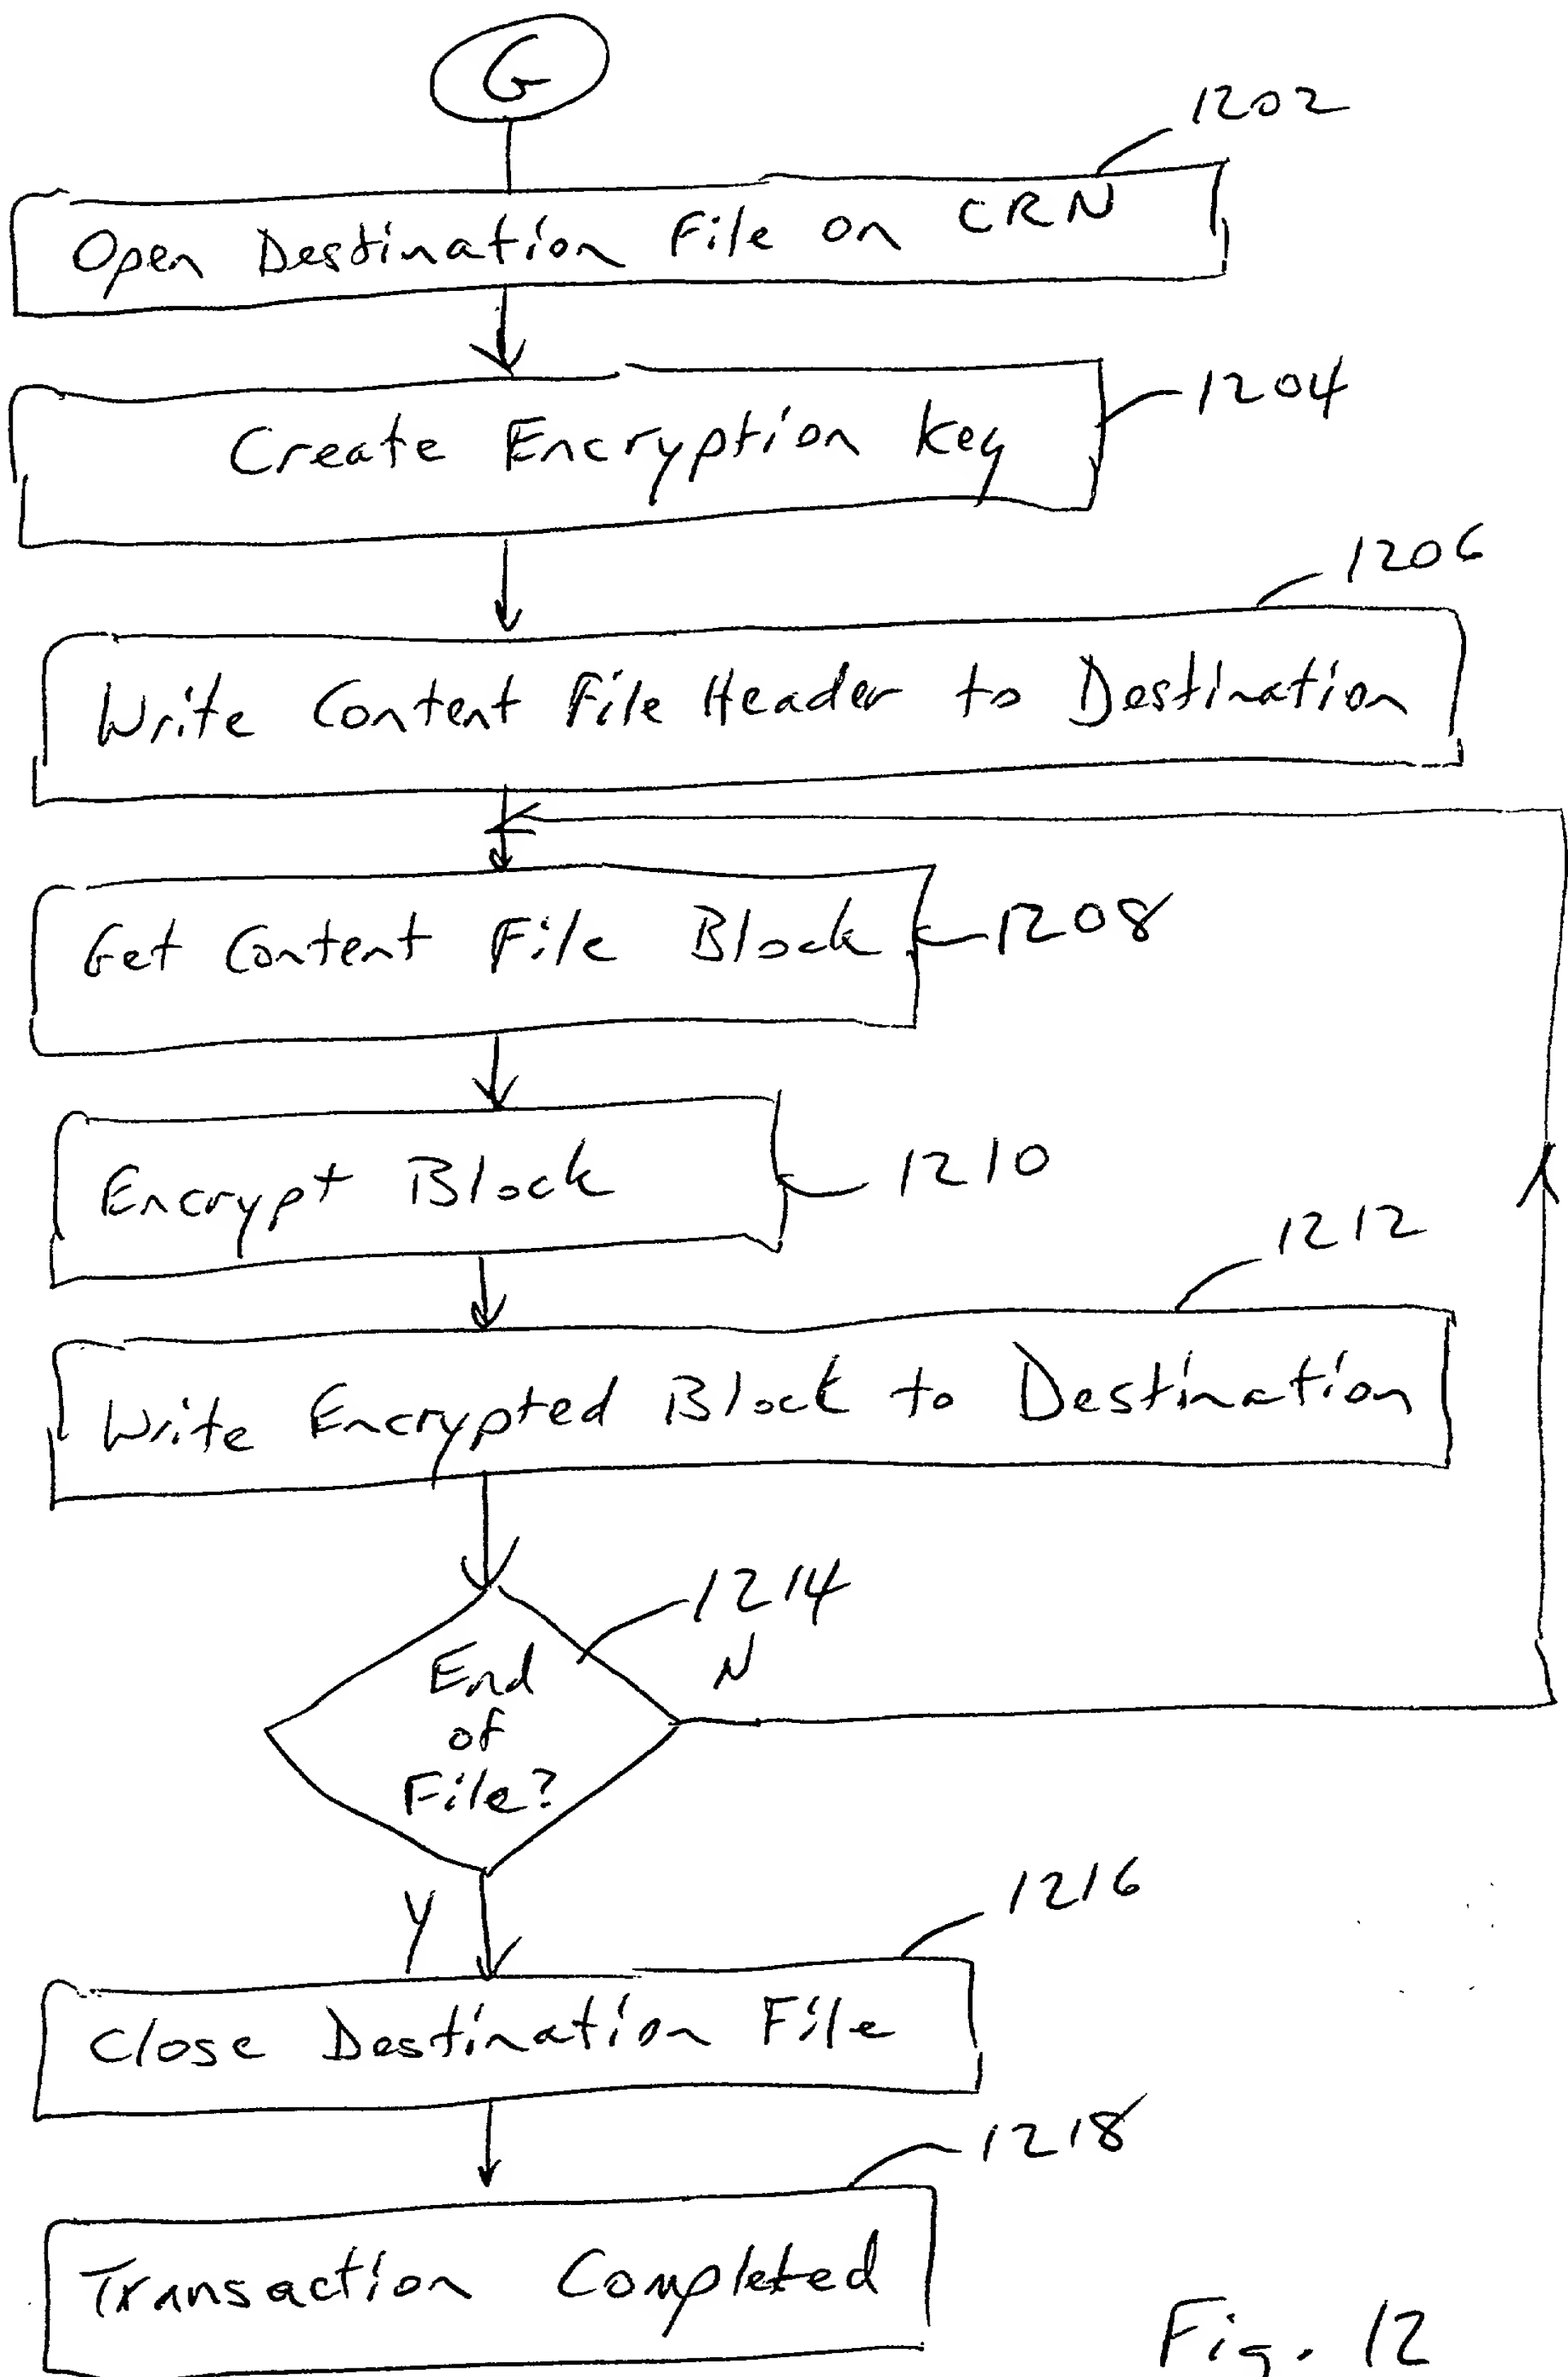 G
1202
Open Destination File on CRN
1204
Create Encryption Key
1206
Write Content File Header to Destination
Get Content File Block
1208
Encrypt Block
1210
1212
Write Encrypted Block to Destination
1214
N
End
of
File?
Y
1216
Close Destination File
1218
Transaction Completed
Fig. 12